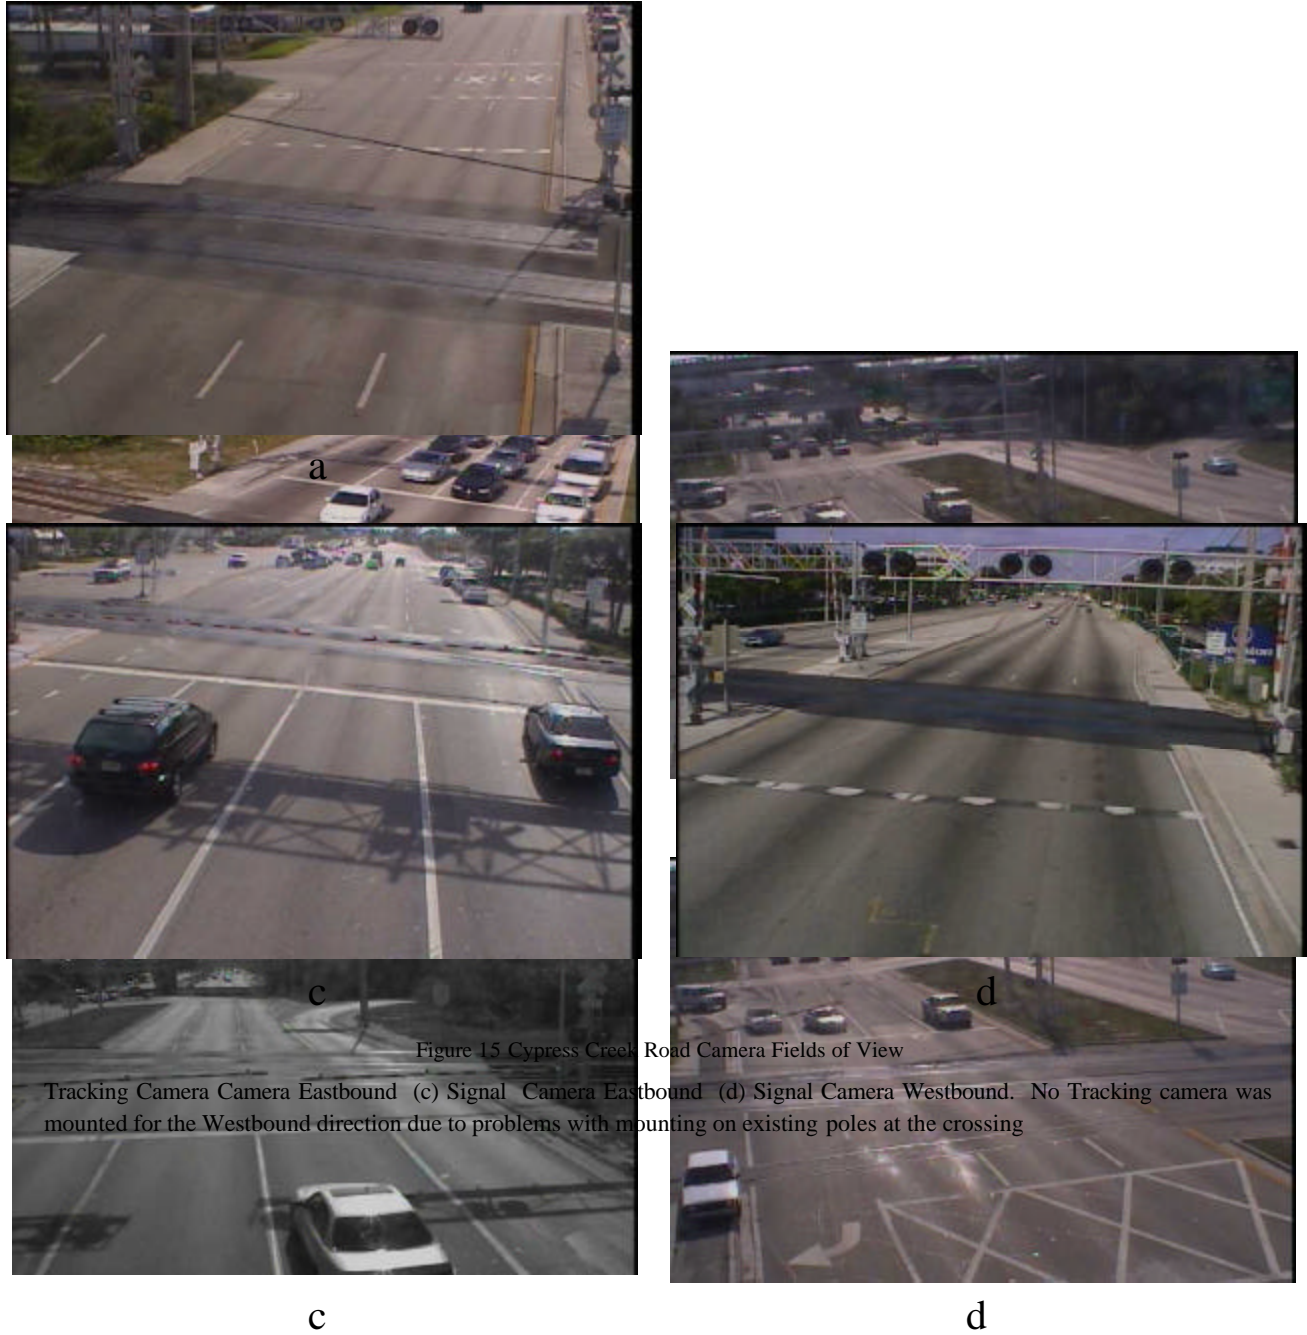 a
c
d
Figure 15 Cypress Creek Road Camera Fields of View
Tracking Camera Camera Eastbound (c) Signal Camera Eastbound (d) Signal Camera Westbound. No Tracking camera was
mounted for the Westbound direction due to problems with mounting on existing poles at the crossing
c
d